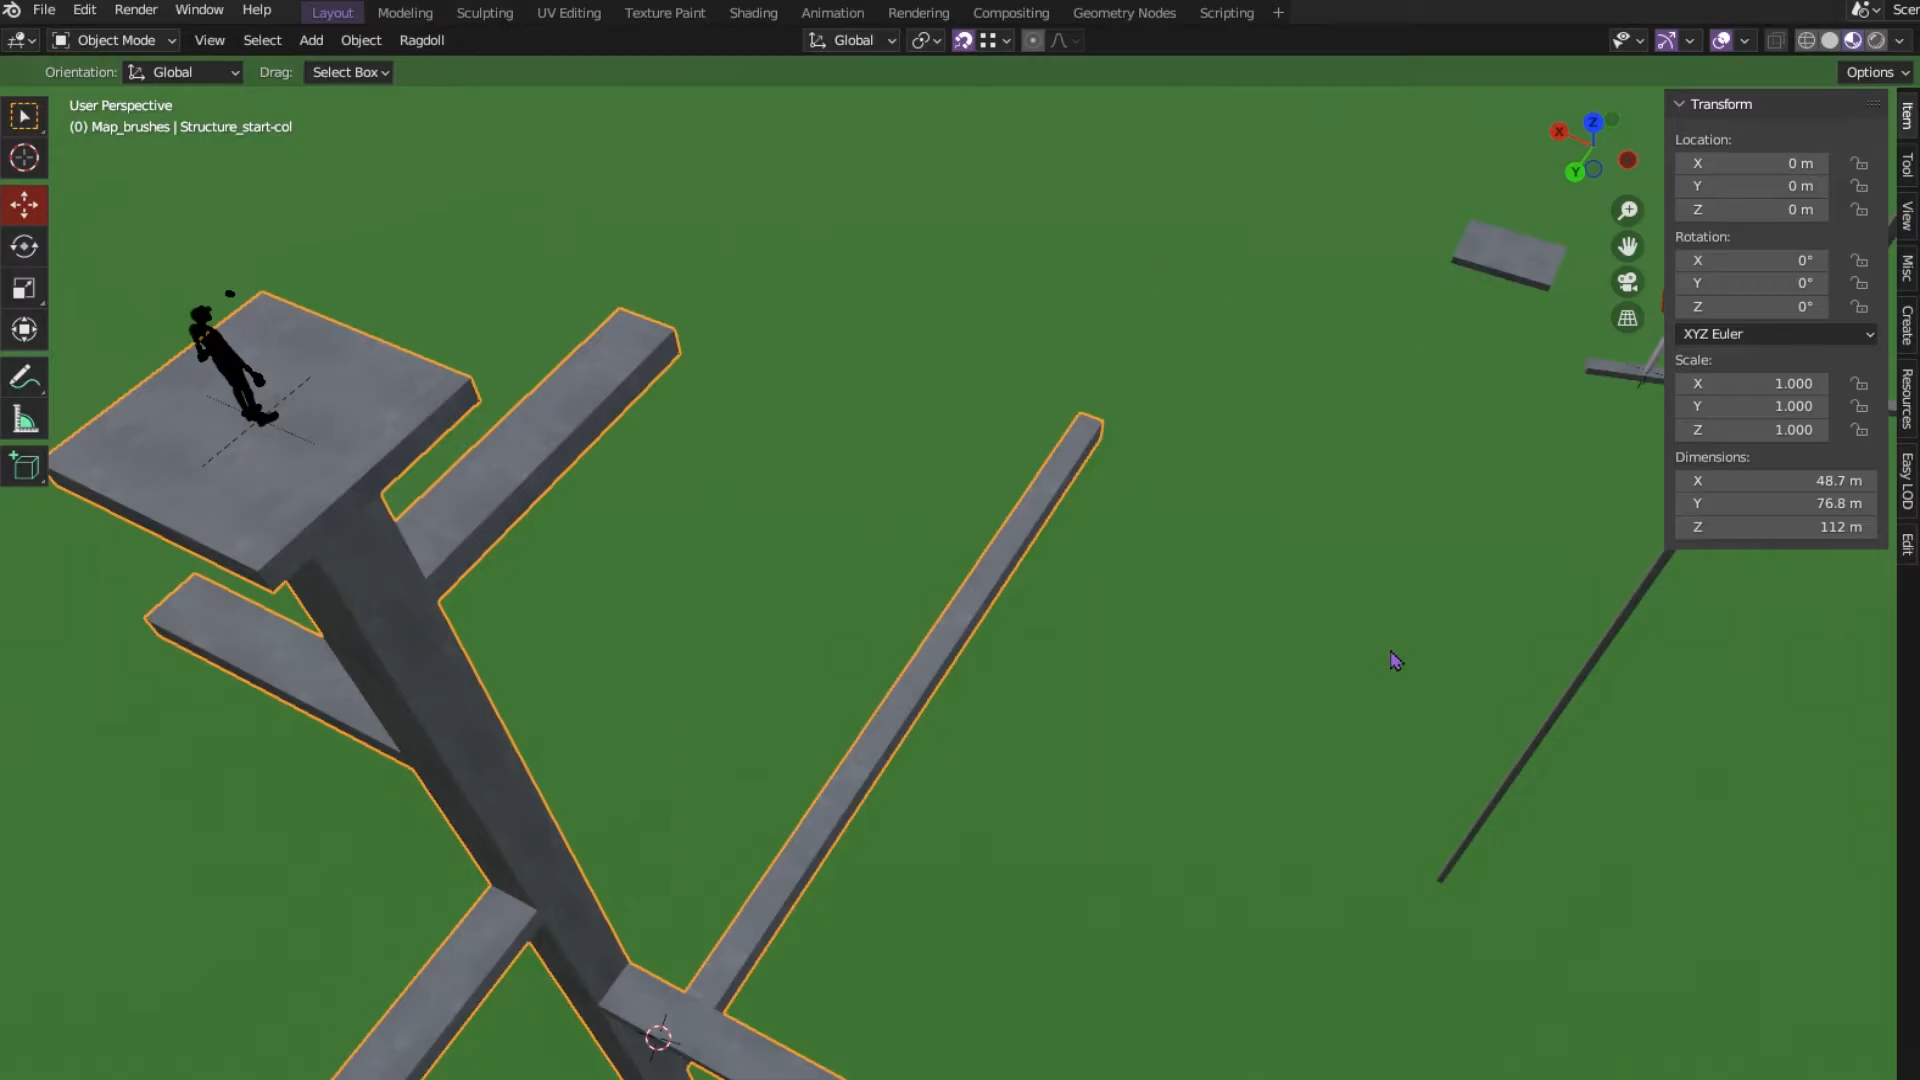 File Edit Render Window Help Layout Modeling Sculpting UV Editing Texture Paint Shading Animation Rendering Compositing Geometry Nodes Scripting +
Object Mode View Select Add Object Ragdoll Global
Orientation: Global Drag: Select Box Options
User Perspective
(0) Map_brushes | Structure_start-col
X
Z
Y
Transform
Location:
X 0 m
Y 0 m
Z 0 m
Rotation:
X 0°
Y 0°
Z 0°
XYZ Euler
Scale:
X 1.000
Y 1.000
Z 1.000
Dimensions:
X 48.7 m
Y 76.8 m
Z 112 m
Item
Tool
View
Misc
Create
Resources
Easy LOD
Edit